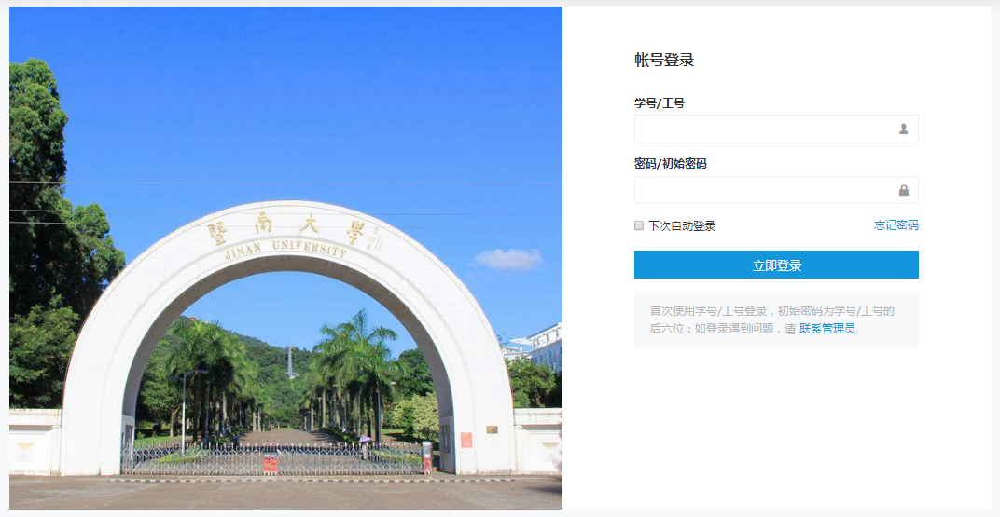 暨南大學
JINAN UNIVERSITY
帐号登录
学号/工号
密码/初始密码
下次自动登录
忘记密码
立即登录
首次使用学号/工号登录，初始密码为学号/工号的
后六位；如登录遇到问题，请 联系管理员